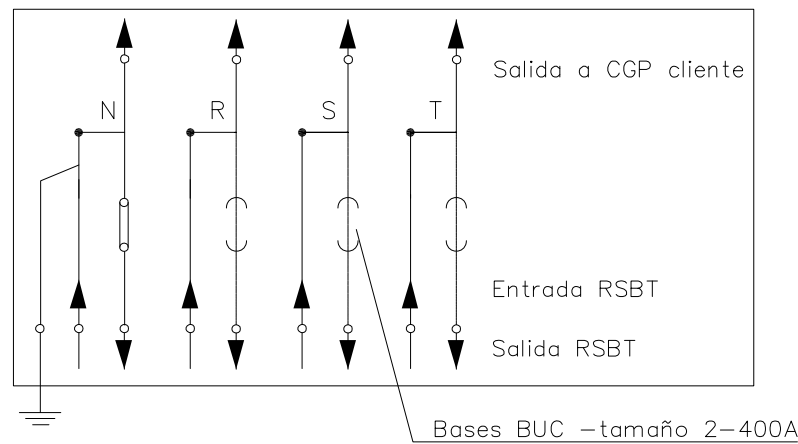 Salida a CGP cliente
N R S T
Entrada RSBT
Salida RSBT
Bases BUC -tamaño 2-400A